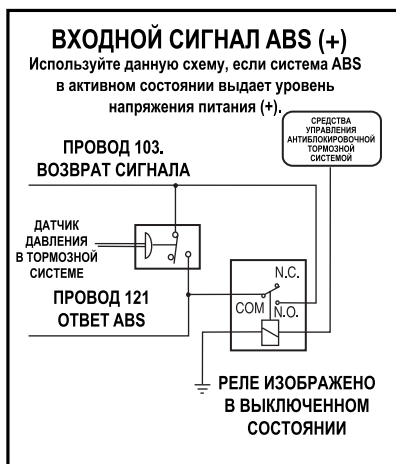 ВХОДНОЙ СИГНАЛ ABS (+)
Используйте данную схему, если система ABS
в активном состоянии выдает уровень
напряжения питания (+).
СРЕДСТВА
УПРАВЛЕНИЯ
АНТИБЛОКИРОВОЧНОЙ
ТОРМОЗНОЙ
СИСТЕМОЙ
ПРОВОД 103.
ВОЗВРАТ СИГНАЛА
ДАТЧИК
ДАВЛЕНИЯ
В ТОРМОЗНОЙ
СИСТЕМЕ
ПРОВОД 121
ОТВЕТ ABS
N.C.
COM
N.O.
РЕЛЕ ИЗОБРАЖЕНО
В ВЫКЛЮЧЕННОМ
СОСТОЯНИИ